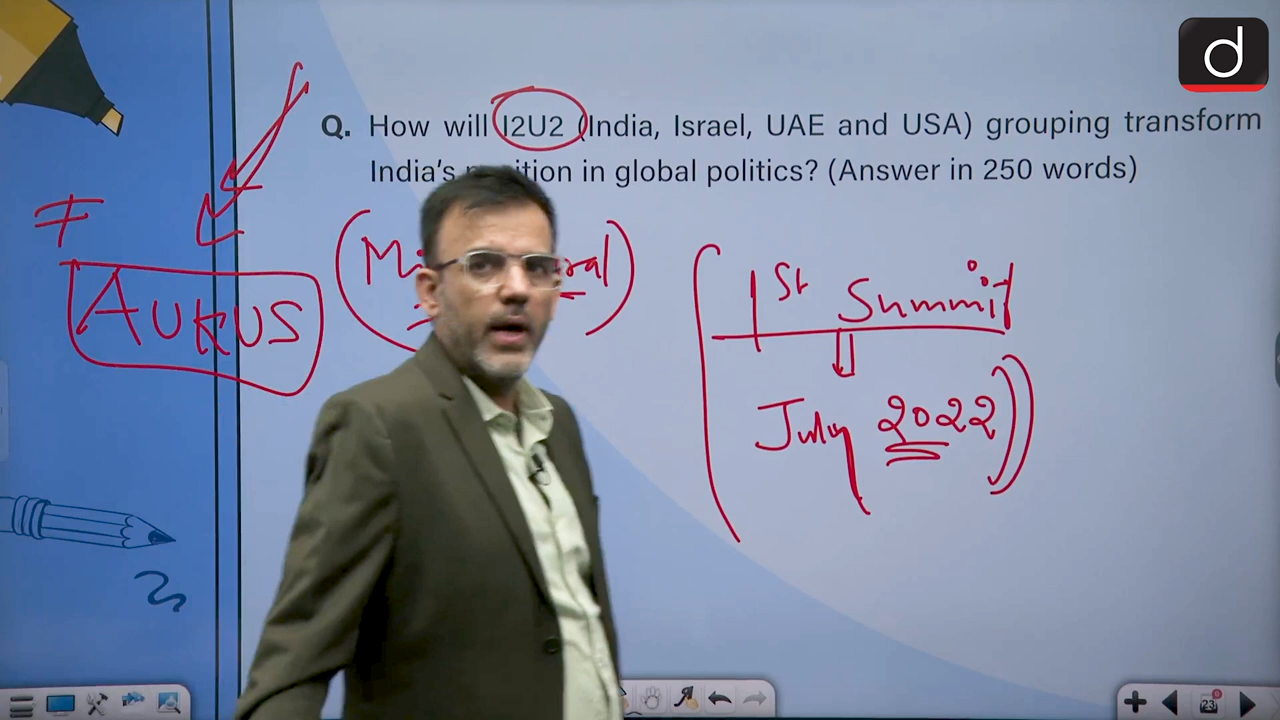 d
Q. How will I2U2 (India, Israel, UAE and USA) grouping transform
India's in global politics? (Answer in 250 words)
AUKUS
1st Summit
July 2022
23